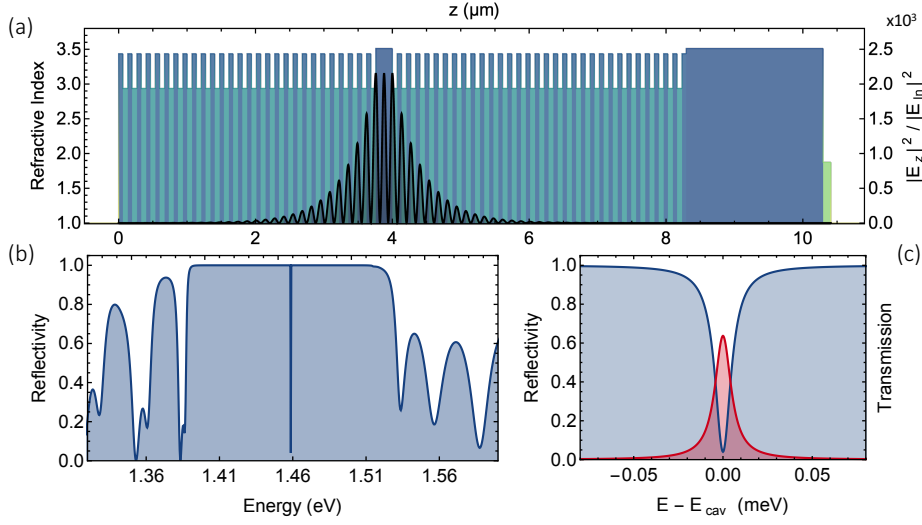 z (μm)
(a)
x10³
Refractive Index
3.5
3.0
2.5
2.0
1.5
1.0
2.5
2.0
1.5
1.0
0.5
0.0
|E_z|² / |E_In|²
0 2 4 6 8 10
(b)
(c)
Reflectivity
1.0
0.8
0.6
0.4
0.2
0.0
1.36 1.41 1.46 1.51 1.56
Energy (eV)
Reflectivity
1.0
0.8
0.6
0.4
0.2
0.0
Transmission
−0.05 0.00 0.05
E − E_cav (meV)